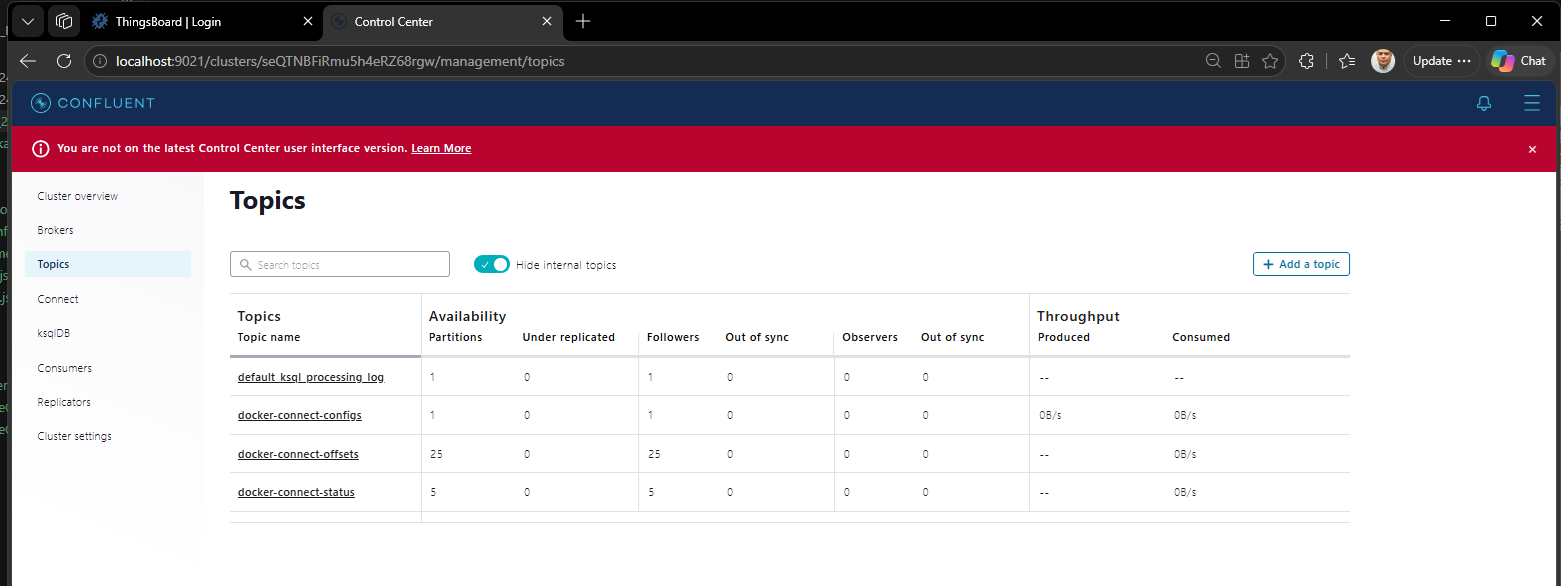 ThingsBoard | Login
Control Center
localhost:9021/clusters/seQTNBFiRmu5h4eRZ68rgw/management/topics
Update
Chat
CONFLUENT
You are not on the latest Control Center user interface version. Learn More
Cluster overview
Brokers
Topics
Connect
ksqlDB
Consumers
Replicators
Cluster settings
Topics
Search topics
Hide internal topics
+ Add a topic
Topics Availability Throughput
Topic name Partitions Under replicated Followers Out of sync Observers Out of sync Produced Consumed
default_ksql_processing_log 1 0 1 0 0 0 -- --
docker-connect-configs 1 0 1 0 0 0 0B/s 0B/s
docker-connect-offsets 25 0 25 0 0 0 -- 0B/s
docker-connect-status 5 0 5 0 0 0 -- 0B/s